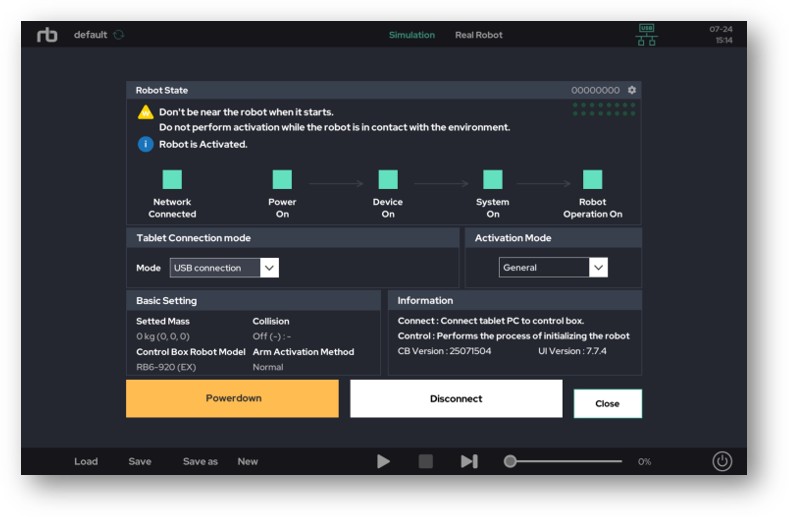 rb default Simulation Real Robot USB 07-24
15:14
Robot State 00000000
Don't be near the robot when it starts.
Do not perform activation while the robot is in contact with the environment.
Robot is Activated.
Network Connected
Power On
Device On
System On
Robot Operation On
Tablet Connection mode
Mode USB connection
Activation Mode
General
Basic Setting
Setted Mass
0 kg (0, 0, 0)
Collision
Off (-) : -
Control Box Robot Model
RB6-920 (EX)
Arm Activation Method
Normal
Information
Connect : Connect tablet PC to control box.
Control : Performs the process of initializing the robot
CB Version : 25071504 UI Version : 7.7.4
Powerdown Disconnect Close
Load Save Save as New 0%